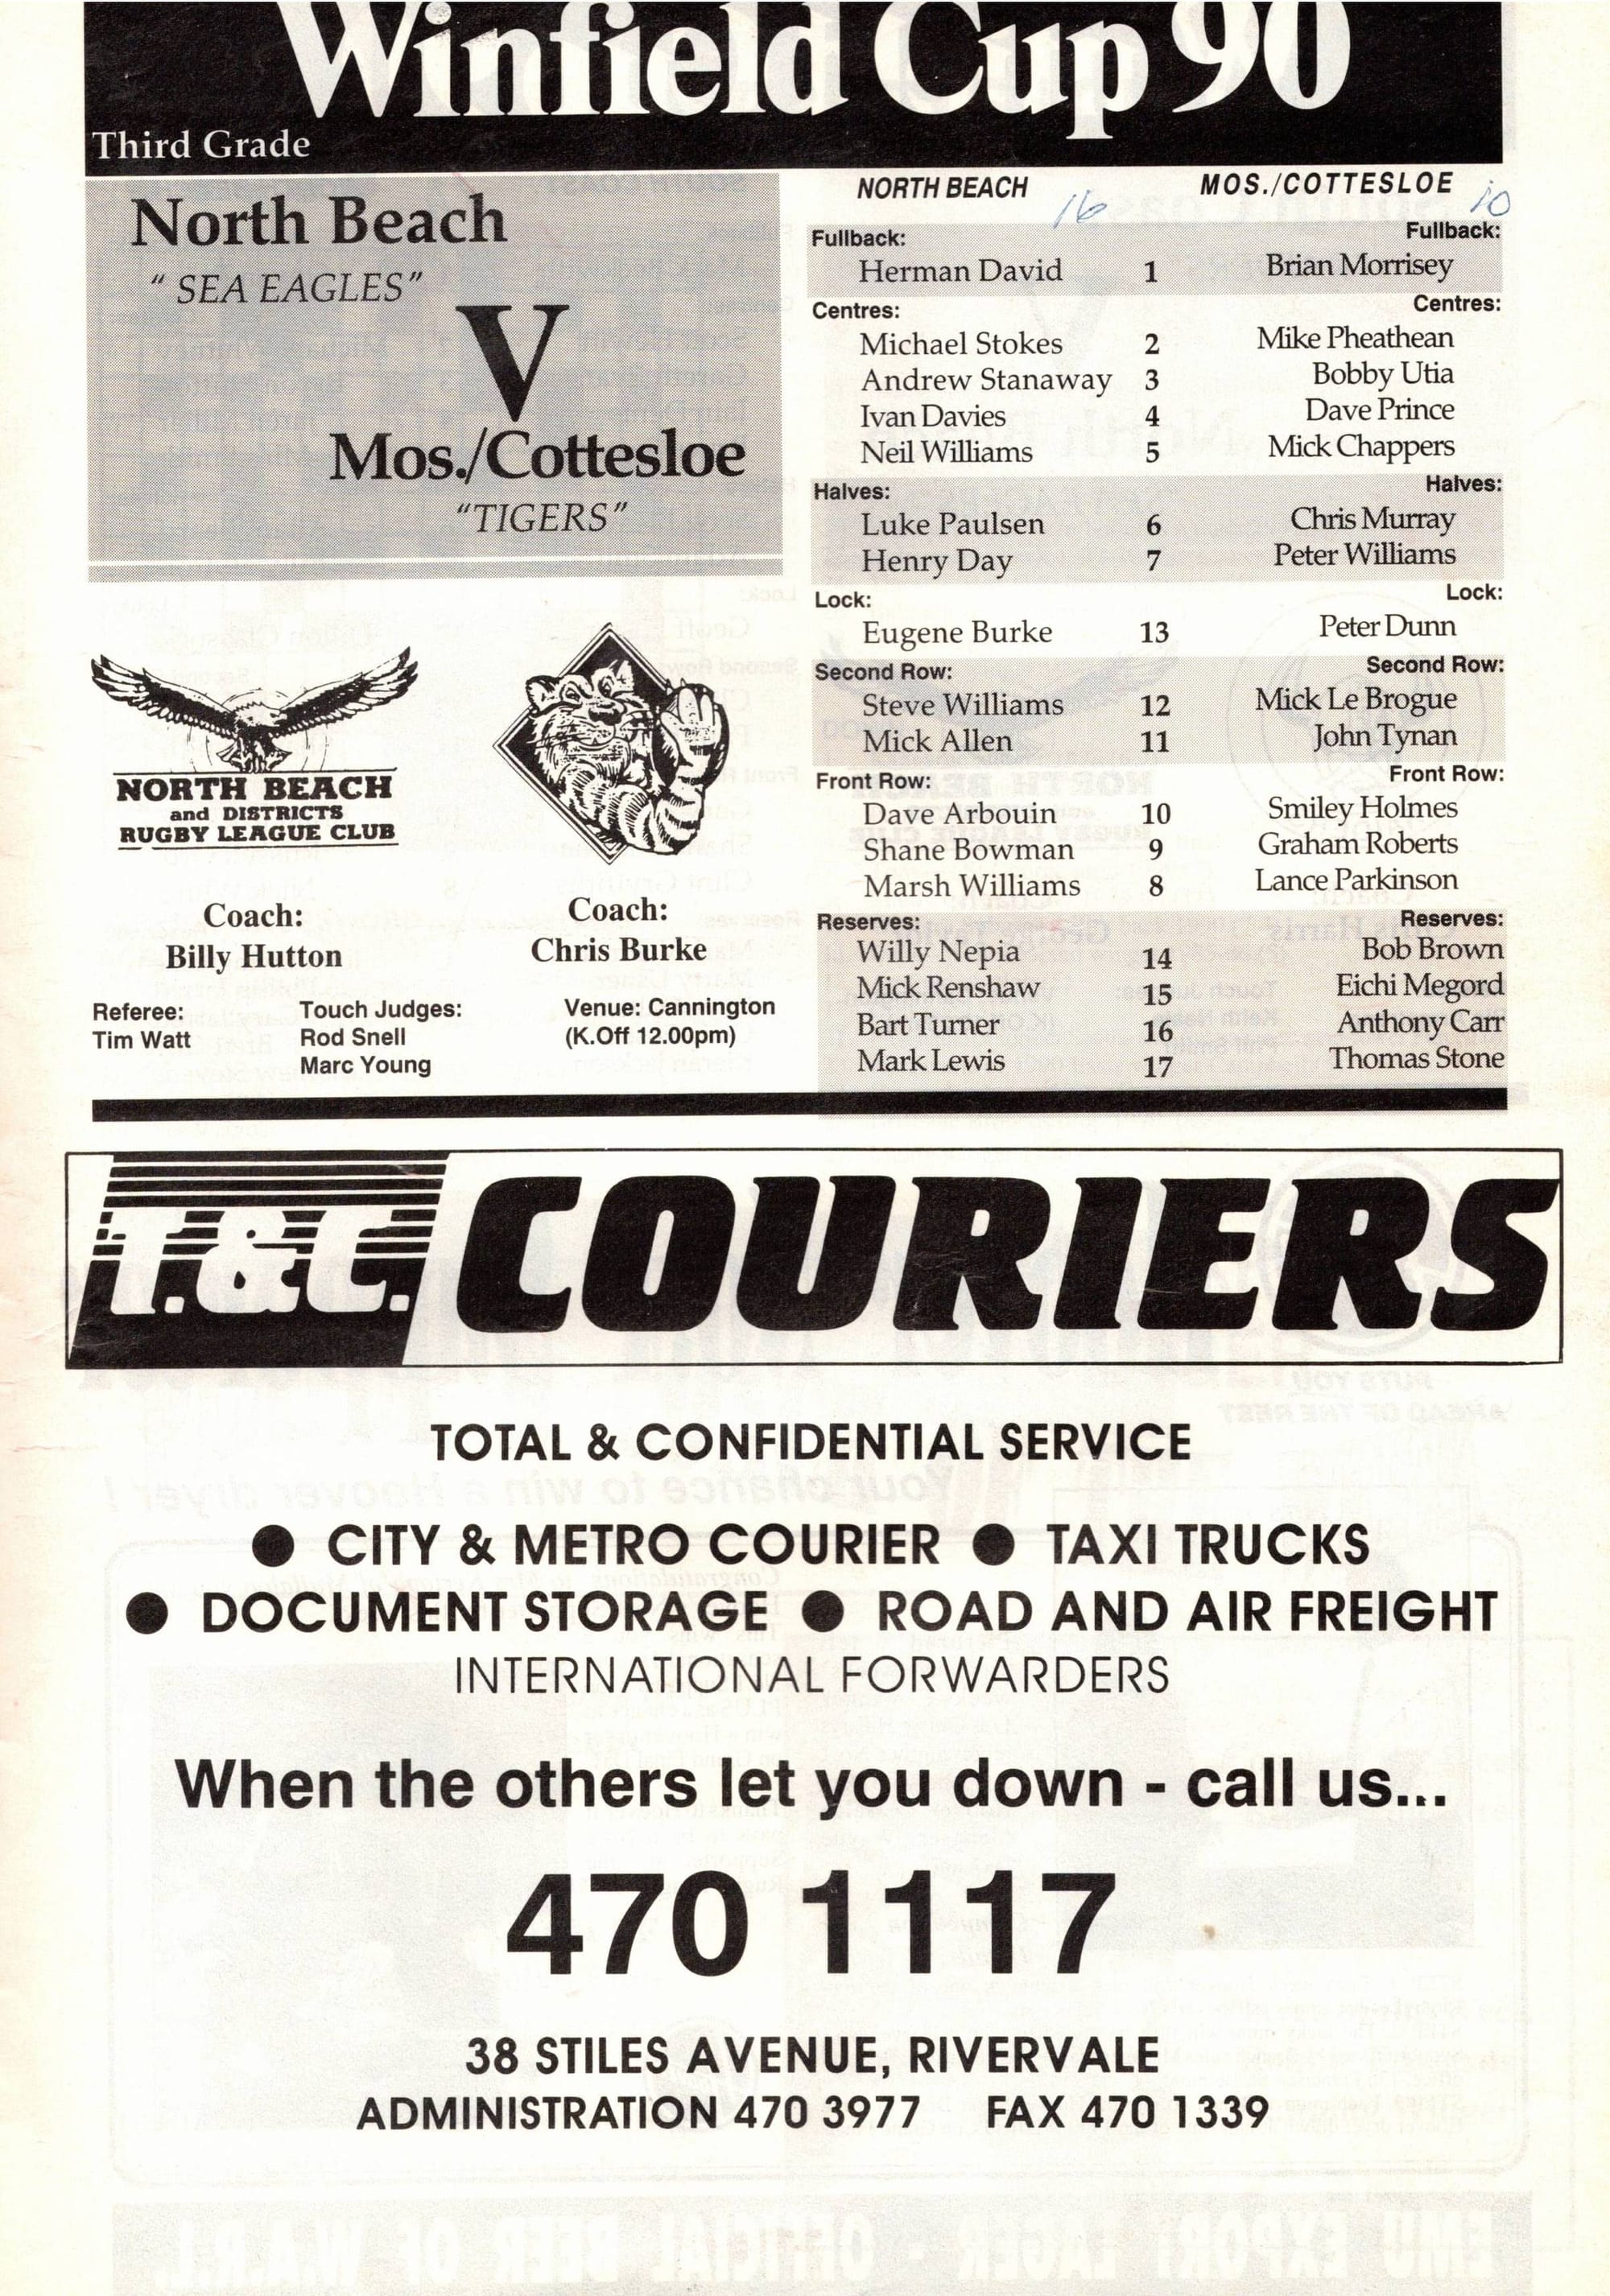 Winfield Cup 90
Third Grade
North Beach
" SEA EAGLES"
V
Mos./Cottesloe
"TIGERS"
NORTH BEACH
and DISTRICTS
RUGBY LEAGUE CLUB
Coach:
Billy Hutton
Coach:
Chris Burke
Referee:
Tim Watt
Touch Judges:
Rod Snell
Marc Young
Venue: Cannington
(K.Off 12.00pm)
NORTH BEACH 16 MOS./COTTESLOE 10
Fullback: Fullback:
Herman David 1 Brian Morrisey
Centres: Centres:
Michael Stokes 2 Mike Pheathean
Andrew Stanaway 3 Bobby Utia
Ivan Davies 4 Dave Prince
Neil Williams 5 Mick Chappers
Halves: Halves:
Luke Paulsen 6 Chris Murray
Henry Day 7 Peter Williams
Lock: Lock:
Eugene Burke 13 Peter Dunn
Second Row: Second Row:
Steve Williams 12 Mick Le Brogue
Mick Allen 11 John Tynan
Front Row: Front Row:
Dave Arbouin 10 Smiley Holmes
Shane Bowman 9 Graham Roberts
Marsh Williams 8 Lance Parkinson
Reserves: Reserves:
Willy Nepia 14 Bob Brown
Mick Renshaw 15 Eichi Megord
Bart Turner 16 Anthony Carr
Mark Lewis 17 Thomas Stone
T.&C. COURIERS
TOTAL & CONFIDENTIAL SERVICE
● CITY & METRO COURIER ● TAXI TRUCKS
● DOCUMENT STORAGE ● ROAD AND AIR FREIGHT
INTERNATIONAL FORWARDERS
When the others let you down - call us...
470 1117
38 STILES AVENUE, RIVERVALE
ADMINISTRATION 470 3977 FAX 470 1339